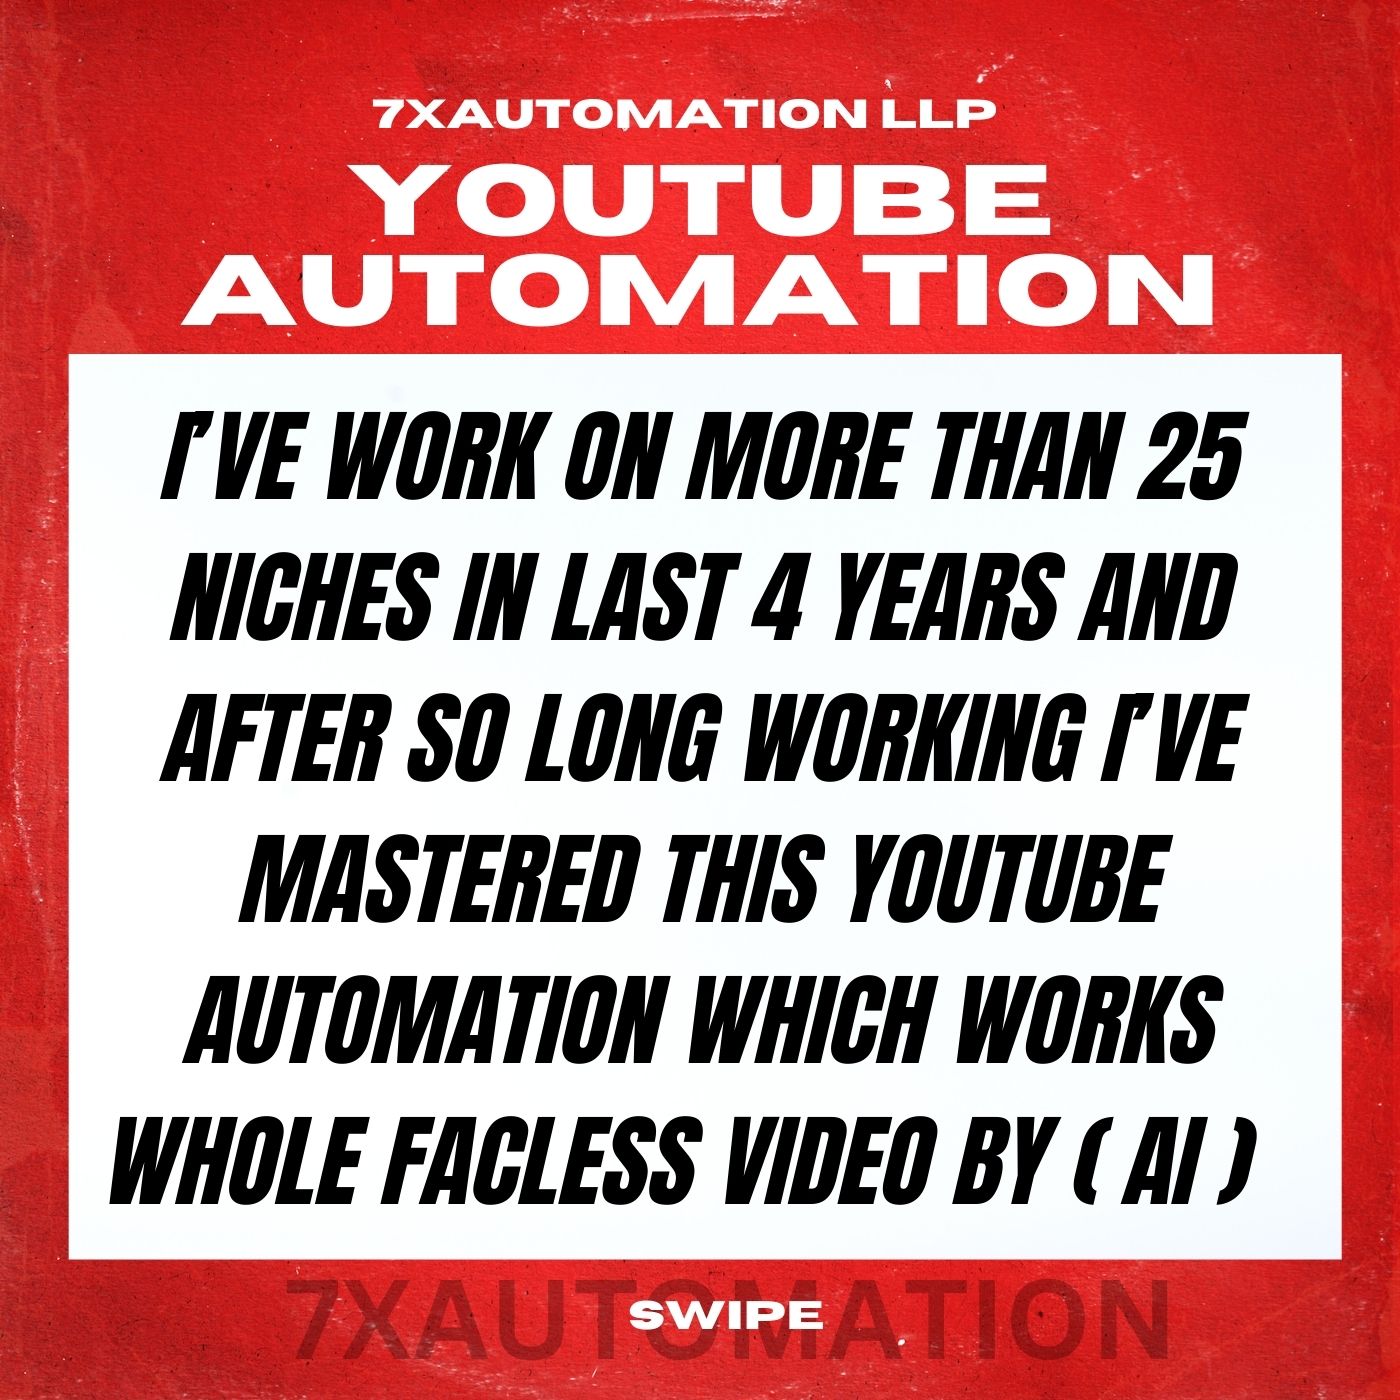 7XAUTOMATION LLP
YOUTUBE
AUTOMATION
I'VE WORK ON MORE THAN 25
NICHES IN LAST 4 YEARS AND
AFTER SO LONG WORKING I'VE
MASTERED THIS YOUTUBE
AUTOMATION WHICH WORKS
WHOLE FACLESS VIDEO BY ( AI )
7XAUTOMATION
SWIPE